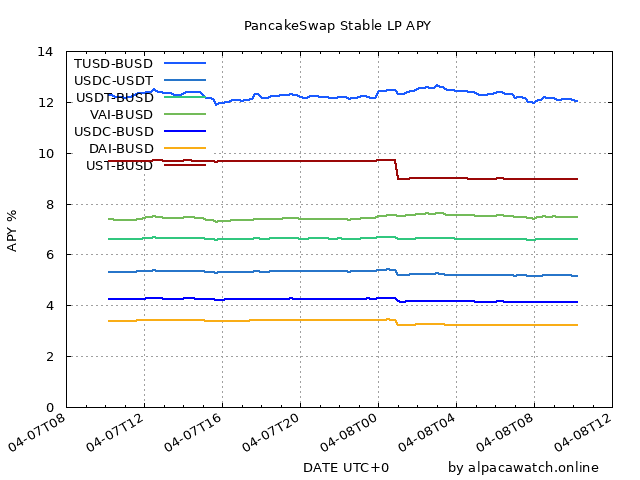 PancakeSwap Stable LP APY
14
12
10
8
6
4
2
0
APY %
TUSD-BUSD
USDC-USDT
USDT-BUSD
VAI-BUSD
USDC-BUSD
DAI-BUSD
UST-BUSD
04-07T08
04-07T12
04-07T16
04-07T20
04-08T00
04-08T04
04-08T08
04-08T12
DATE UTC+0
by alpacawatch.online